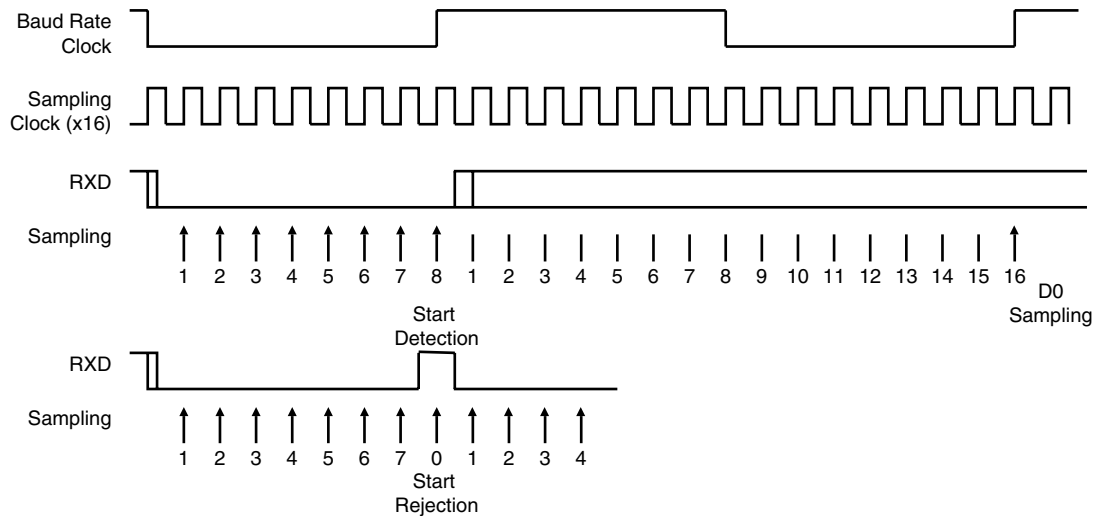 Baud Rate
Clock
Sampling
Clock (x16)
RXD
Sampling
1 2 3 4 5 6 7 8 1 2 3 4 5 6 7 8 9 10 11 12 13 14 15 16
D0
Sampling
Start
Detection
RXD
Sampling
1 2 3 4 5 6 7 0 1 2 3 4
Start
Rejection